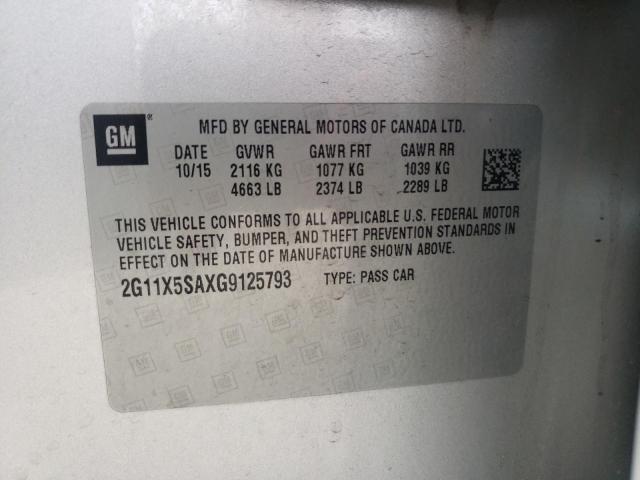 GM ®
MFD BY GENERAL MOTORS OF CANADA LTD.
DATE GVWR GAWR FRT GAWR RR
10/15 2116 KG 1077 KG 1039 KG
4663 LB 2374 LB 2289 LB
THIS VEHICLE CONFORMS TO ALL APPLICABLE U.S. FEDERAL MOTOR
VEHICLE SAFETY, BUMPER, AND THEFT PREVENTION STANDARDS IN
EFFECT ON THE DATE OF MANUFACTURE SHOWN ABOVE.
2G11X5SAXG9125793 TYPE: PASS CAR